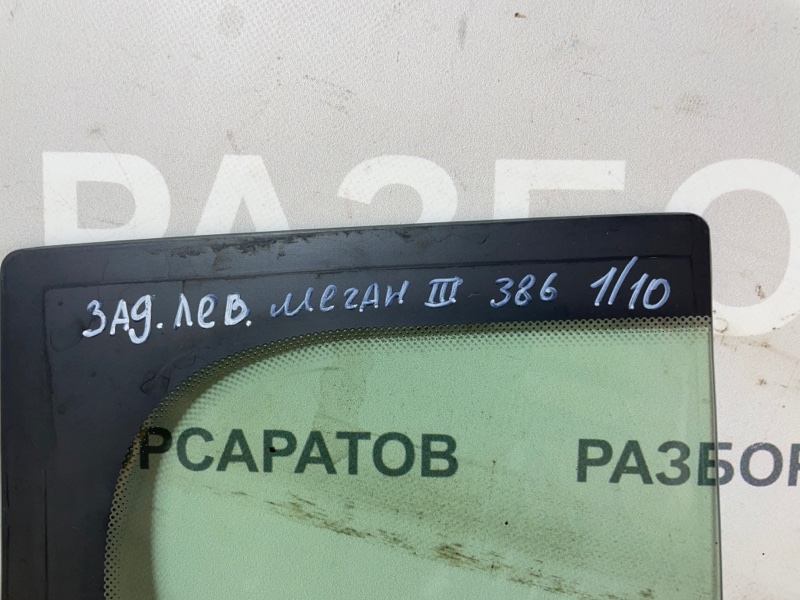 РАЗБО
ЗАД. ЛЕВ. МЕГАН III - 386 1/10
РСАРАТОВ РАЗБОР